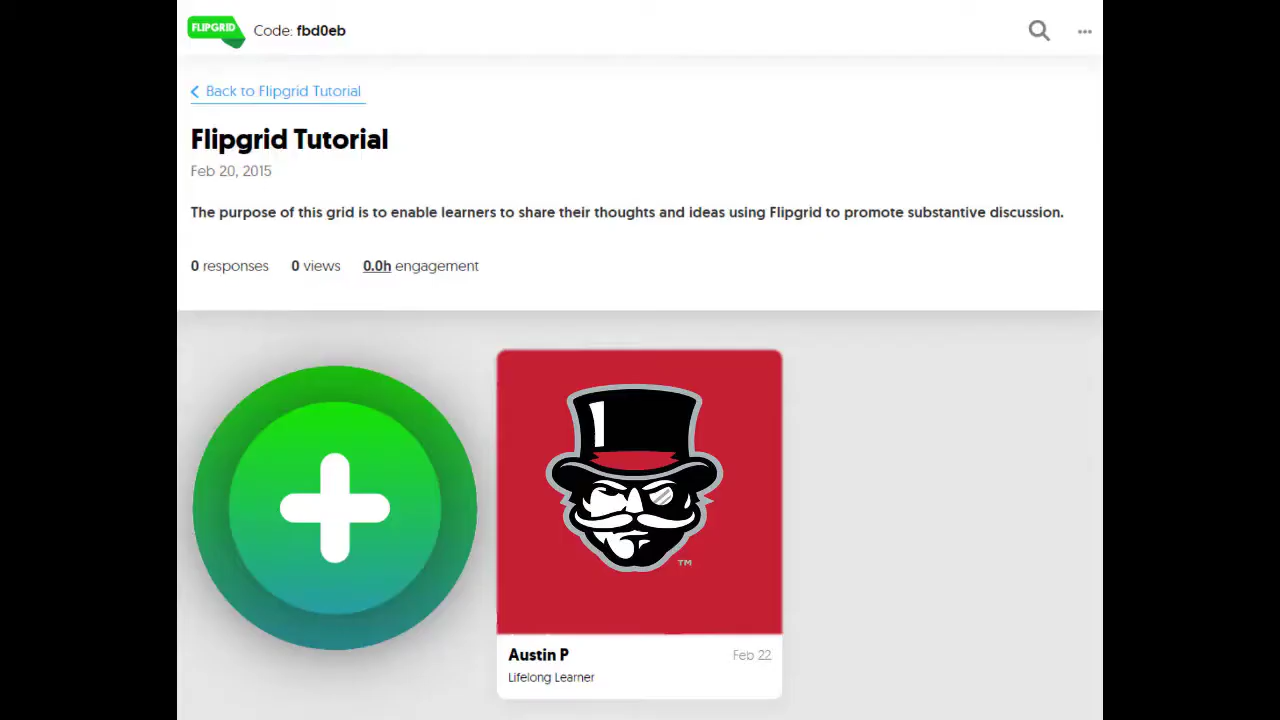 FLIPGRID
Code: fbd0eb
Back to Flipgrid Tutorial
Flipgrid Tutorial
Feb 20, 2015
The purpose of this grid is to enable learners to share their thoughts and ideas using Flipgrid to promote substantive discussion.
0 responses 0 views 0.0h engagement
TM
Austin P Feb 22
Lifelong Learner